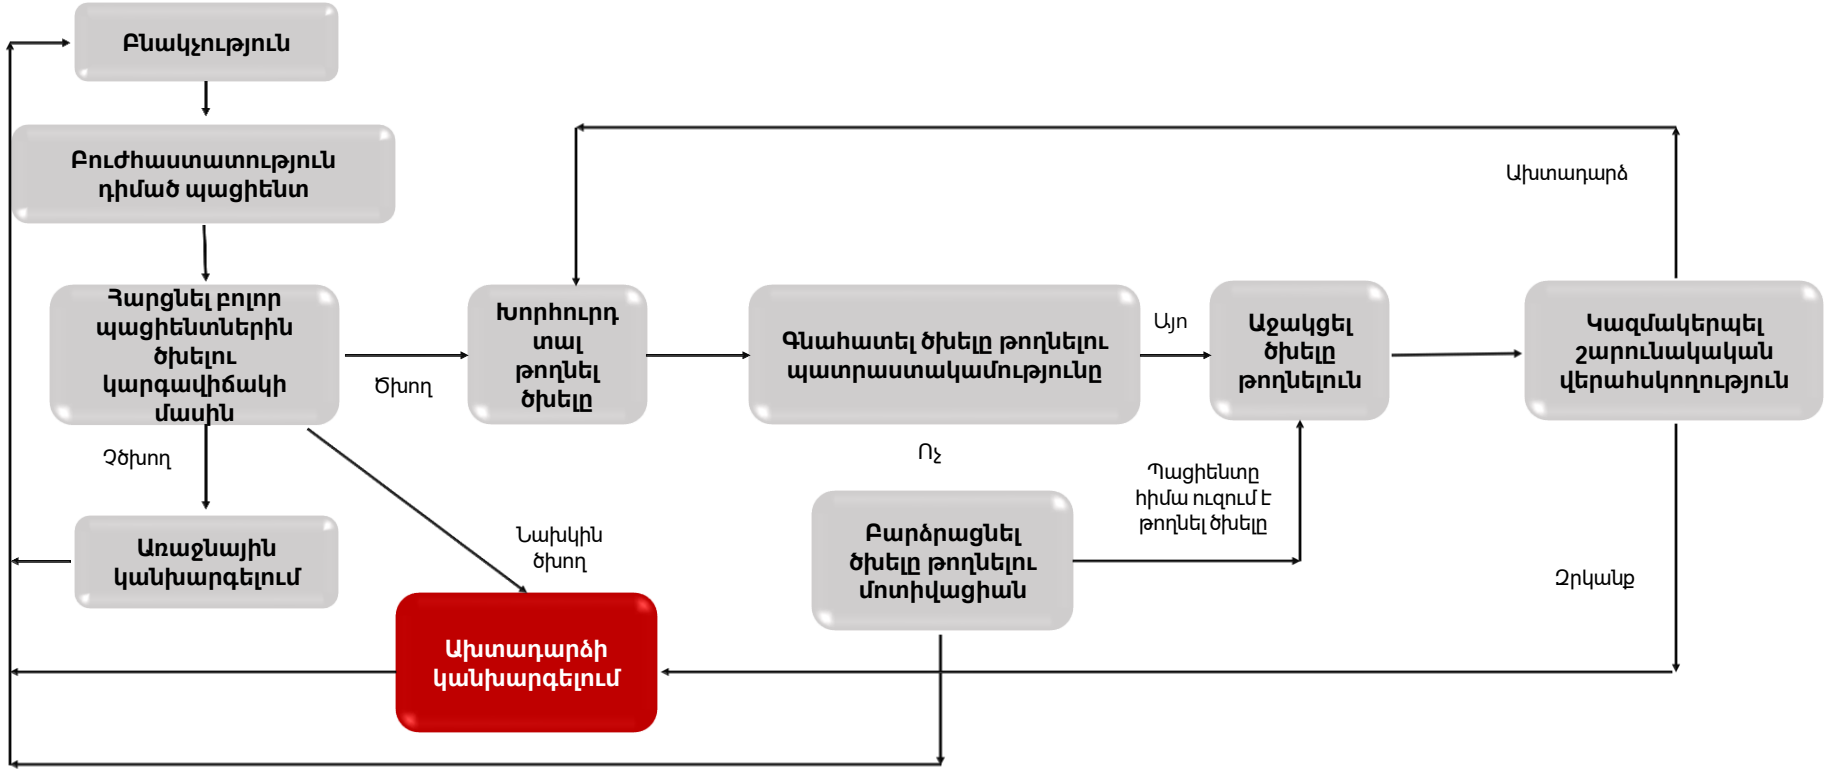 Բնակչություն
Բուժհաստատություն
դիմած պացիենտ
Հարցնել բոլոր
պացիենտներին
ծխելու
կարգավիճակի
մասին
Ծխող
Խորհուրդ
տալ
թողնել
ծխելը
Գնահատել ծխելը թողնելու
պատրաստակամությունը
Այո
Աջակցել
ծխելը
թողնելուն
Կազմակերպել
շարունակական
վերահսկողություն
Ախտադարձ
Չծխող
Առաջնային
կանխարգելում
Նախկին
ծխող
Ախտադարձի
կանխարգելում
Ոչ
Բարձրացնել
ծխելը թողնելու
մոտիվացիան
Պացիենտը
հիմա ուզում է
թողնել ծխելը
Զրկանք